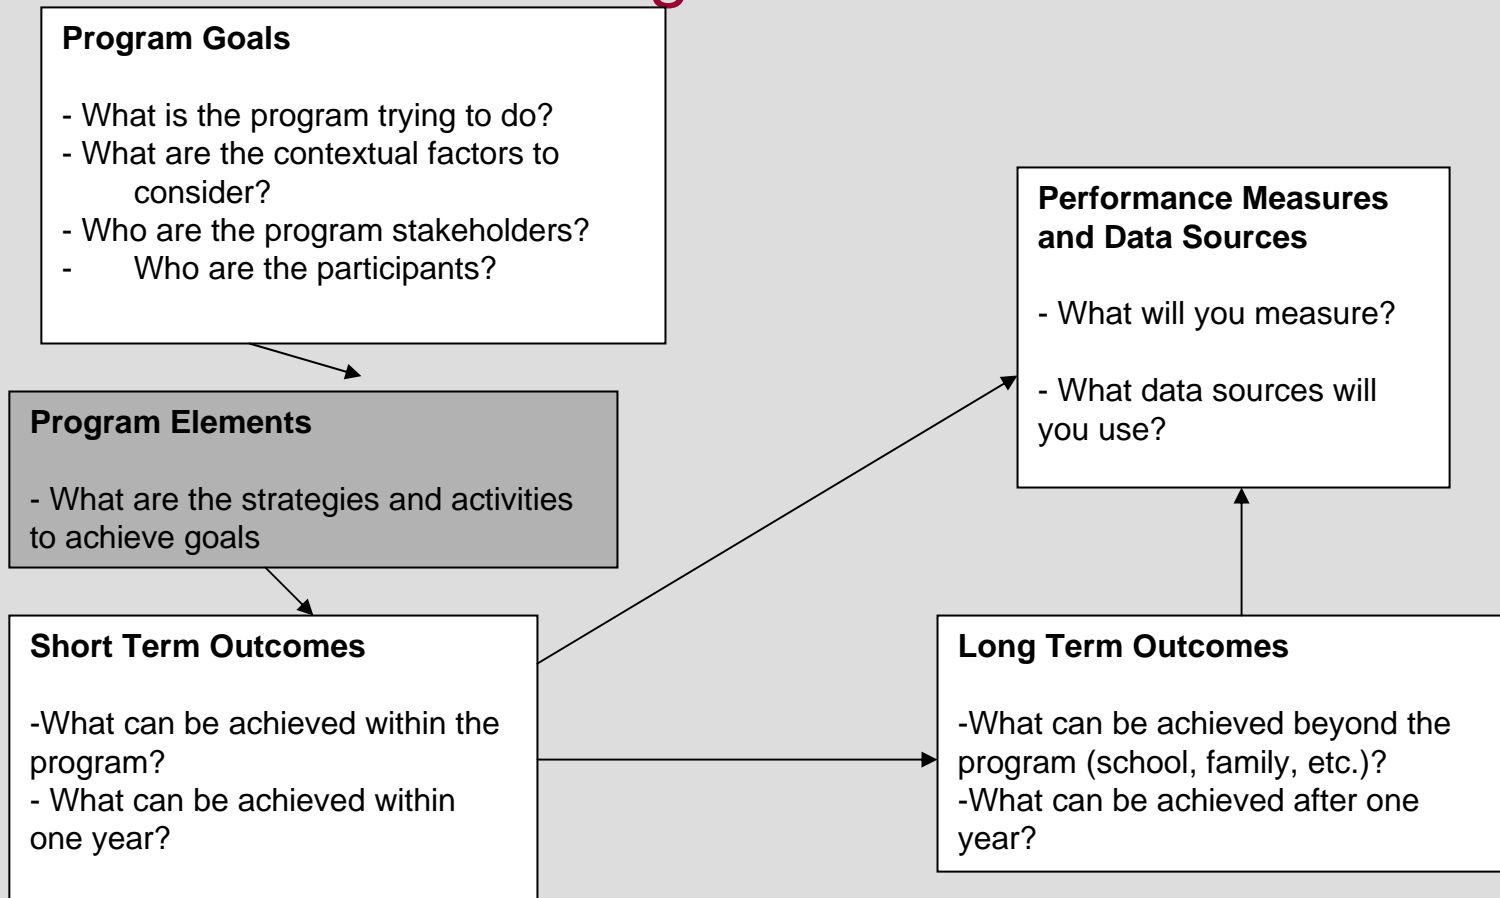 Program Goals
- What is the program trying to do?
- What are the contextual factors to
consider?
- Who are the program stakeholders?
- Who are the participants?
Program Elements
- What are the strategies and activities
to achieve goals
Short Term Outcomes
-What can be achieved within the
program?
- What can be achieved within
one year?
Performance Measures
and Data Sources
- What will you measure?
- What data sources will
you use?
Long Term Outcomes
-What can be achieved beyond the
program (school, family, etc.)?
-What can be achieved after one
year?